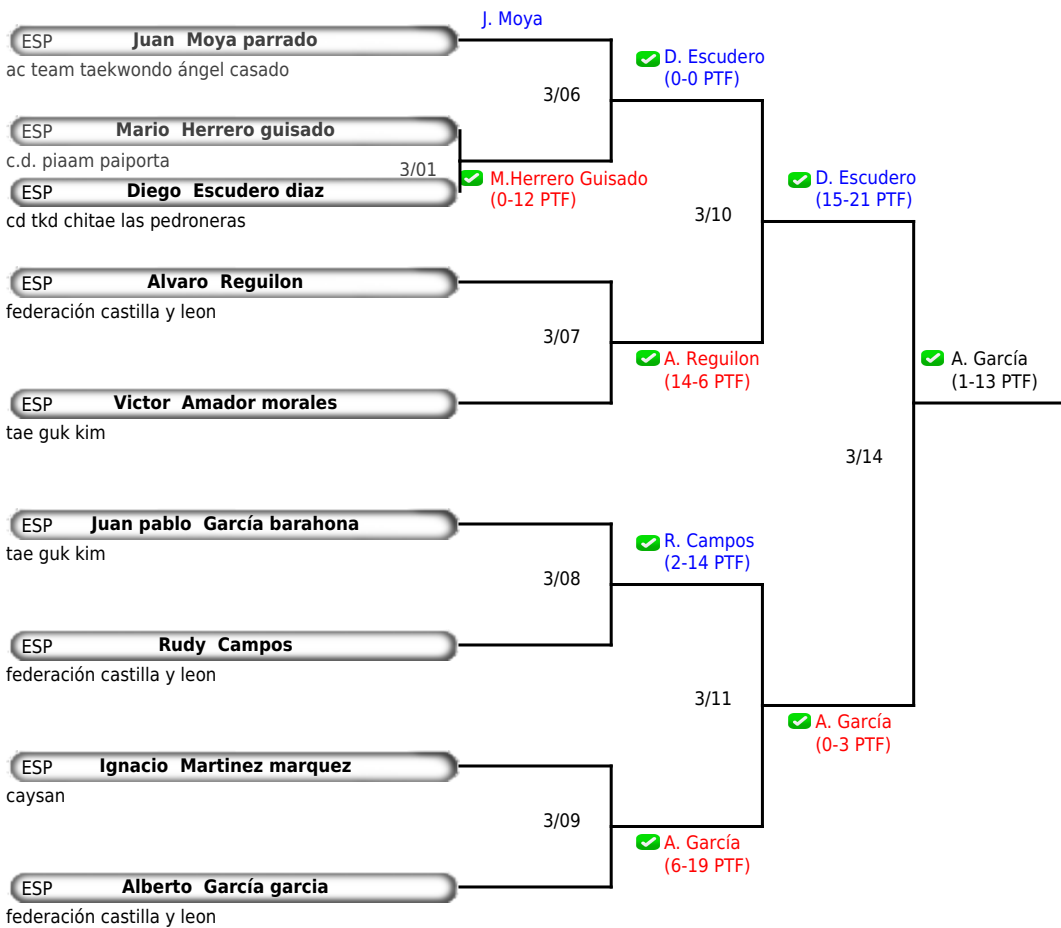 J. Moya
ESP Juan Moya parrado
ac team taekwondo ángel casado
D. Escudero
(0-0 PTF)
3/06
ESP Mario Herrero guisado
c.d. piaam paiporta
3/01
M.Herrero Guisado
(0-12 PTF)
ESP Diego Escudero diaz
cd tkd chitae las pedroneras
D. Escudero
(15-21 PTF)
3/10
ESP Alvaro Reguilon
federación castilla y leon
3/07
A. Reguilon
(14-6 PTF)
A. García
(1-13 PTF)
ESP Victor Amador morales
tae guk kim
3/14
ESP Juan pablo García barahona
tae guk kim
R. Campos
(2-14 PTF)
3/08
ESP Rudy Campos
federación castilla y leon
3/11
A. García
(0-3 PTF)
ESP Ignacio Martinez marquez
caysan
3/09
A. García
(6-19 PTF)
ESP Alberto García garcia
federación castilla y leon